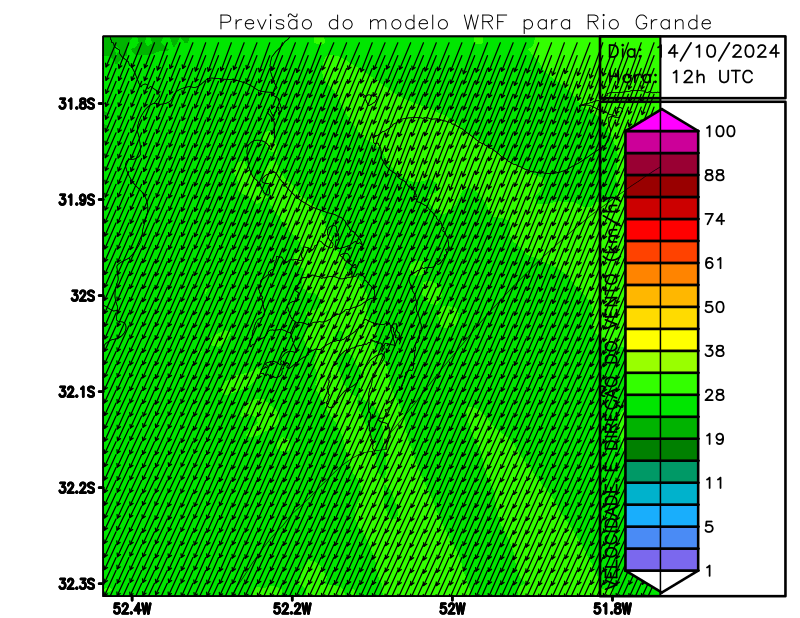 Previsão do modelo WRF para Rio Grande
Dia: 14/10/2024
Hora: 12h UTC
31.8S
31.9S
32S
32.1S
32.2S
32.3S
52.4W
52.2W
52W
51.8W
VELOCIDADE E DIREÇÃO DO VENTO (km/h)
100
88
74
61
50
38
28
19
11
5
1